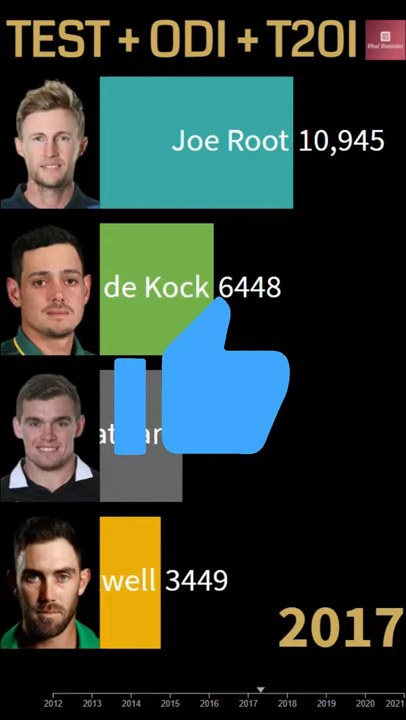 TEST + ODI + T20I
Joe Root 10,945
de Kock 6448
well 3449
2017
2012 2013 2014 2015 2016 2017 2018 2019 2020 2021